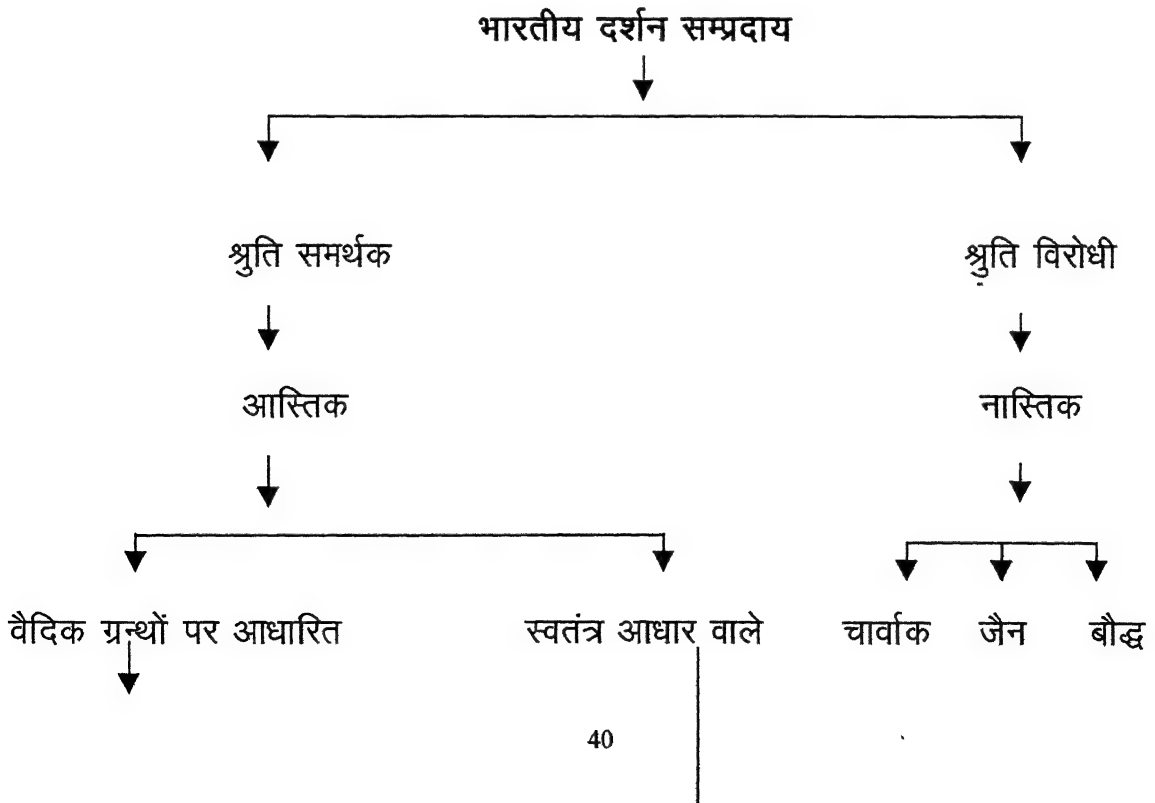 भारतीय दर्शन सम्प्रदाय
श्रुति समर्थक श्रुति विरोधी
आस्तिक नास्तिक
वैदिक ग्रन्थों पर आधारित स्वतंत्र आधार वाले चार्वाक जैन बौद्ध
40